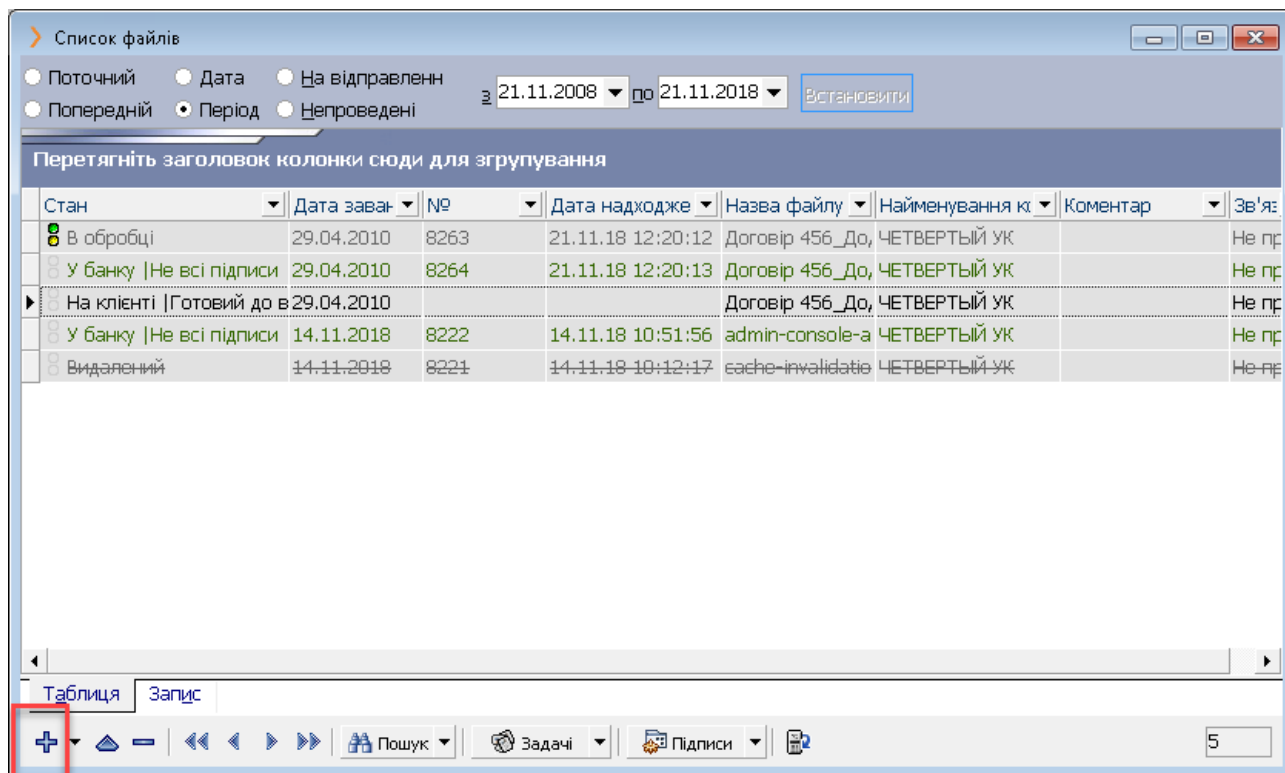 Список файлів
Поточний Дата На відправленн
з 21.11.2008 по 21.11.2018 Встановити
Попередній Період Непроведені
Перетягніть заголовок колонки сюди для згрупування
Стан Дата заван № Дата надходже Назва файлу Найменування кс Коментар Зв'яз
В обробці 29.04.2010 8263 21.11.18 12:20:12 Договір 456_До, ЧЕТВЕРТЫЙ УК Не пр
У банку |Не всі підписи 29.04.2010 8264 21.11.18 12:20:13 Договір 456_До, ЧЕТВЕРТЫЙ УК Не пр
На клієнті |Готовий до в 29.04.2010 Договір 456_До, ЧЕТВЕРТЫЙ УК Не пр
У банку |Не всі підписи 14.11.2018 8222 14.11.18 10:51:56 admin-console-a ЧЕТВЕРТЫЙ УК Не пр
Видалений 14.11.2018 8221 14.11.18 10:12:17 cache-invalidatio ЧЕТВЕРТЫЙ УК Не пр
Таблиця Запис
Пошук Задачі Підписи 5